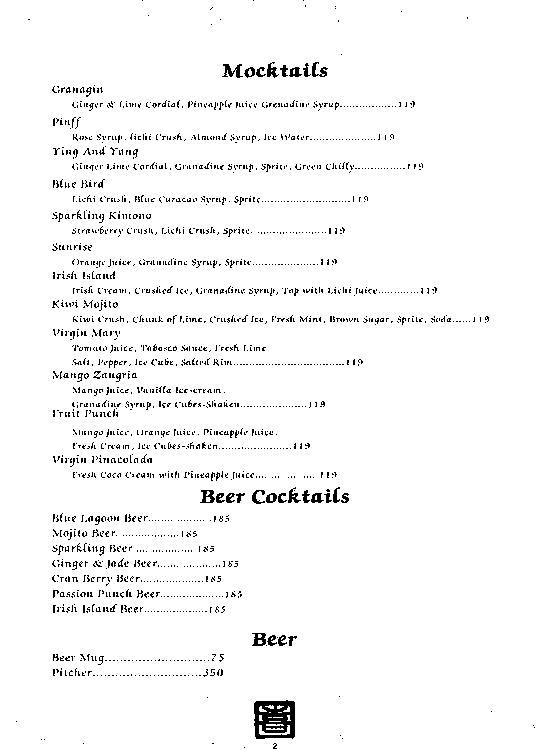 Mocktails
Granagin
Ginger & Lime Cordial, Pineapple Juice Grenadine Syrup..................119
Pinff
Rose Syrup, lichi Crush, Almond Syrup, Ice Water.....................119
Ying And Yang
Ginger Lime Cordial, Granadine Syrup, Sprite, Green Chilly................119
Blue Bird
Lichi Crush, Blue Curacao Syrup, Sprite............................119
Sparkling Kimono
Strawberry Crush, Lichi Crush, Sprite. .......................119
Sunrise
Orange Juice, Granadine Syrup, Sprite.....................119
Irish Island
Irish Cream, Crushed Ice, Granadine Syrup, Top with Lichi Juice.............119
Kiwi Mojito
Kiwi Crush, Chunk of Lime, Crushed Ice, Fresh Mint, Brown Sugar, Sprite, Soda......119
Virgin Mary
Tomato Juice, Tabasco Sauce, Fresh Lime
Salt, Pepper, Ice Cube, Salted Rim...................................119
Mango Zangria
Mango Juice, Vanilla Ice-cream.
Granadine Syrup, Ice Cubes-Shaken.....................119
Fruit Punch
Mango Juice, Orange Juice, Pineapple Juice.
Fresh Cream, Ice Cubes-shaken.......................119
Virgin Pinacolada
Fresh Coco Cream with Pineapple Juice.... ... ... .... 119
Beer Cocktails
Blue Lagoon Beer....... ......... .185
Mojito Beer. .................185
Sparkling Beer .... ............ 185
Ginger & Jade Beer....... ..........185
Cran Berry Beer.................185
Passion Punch Beer.................185
Irish Island Beer.................185
Beer
Beer Mug............................75
Pitcher.............................350
2